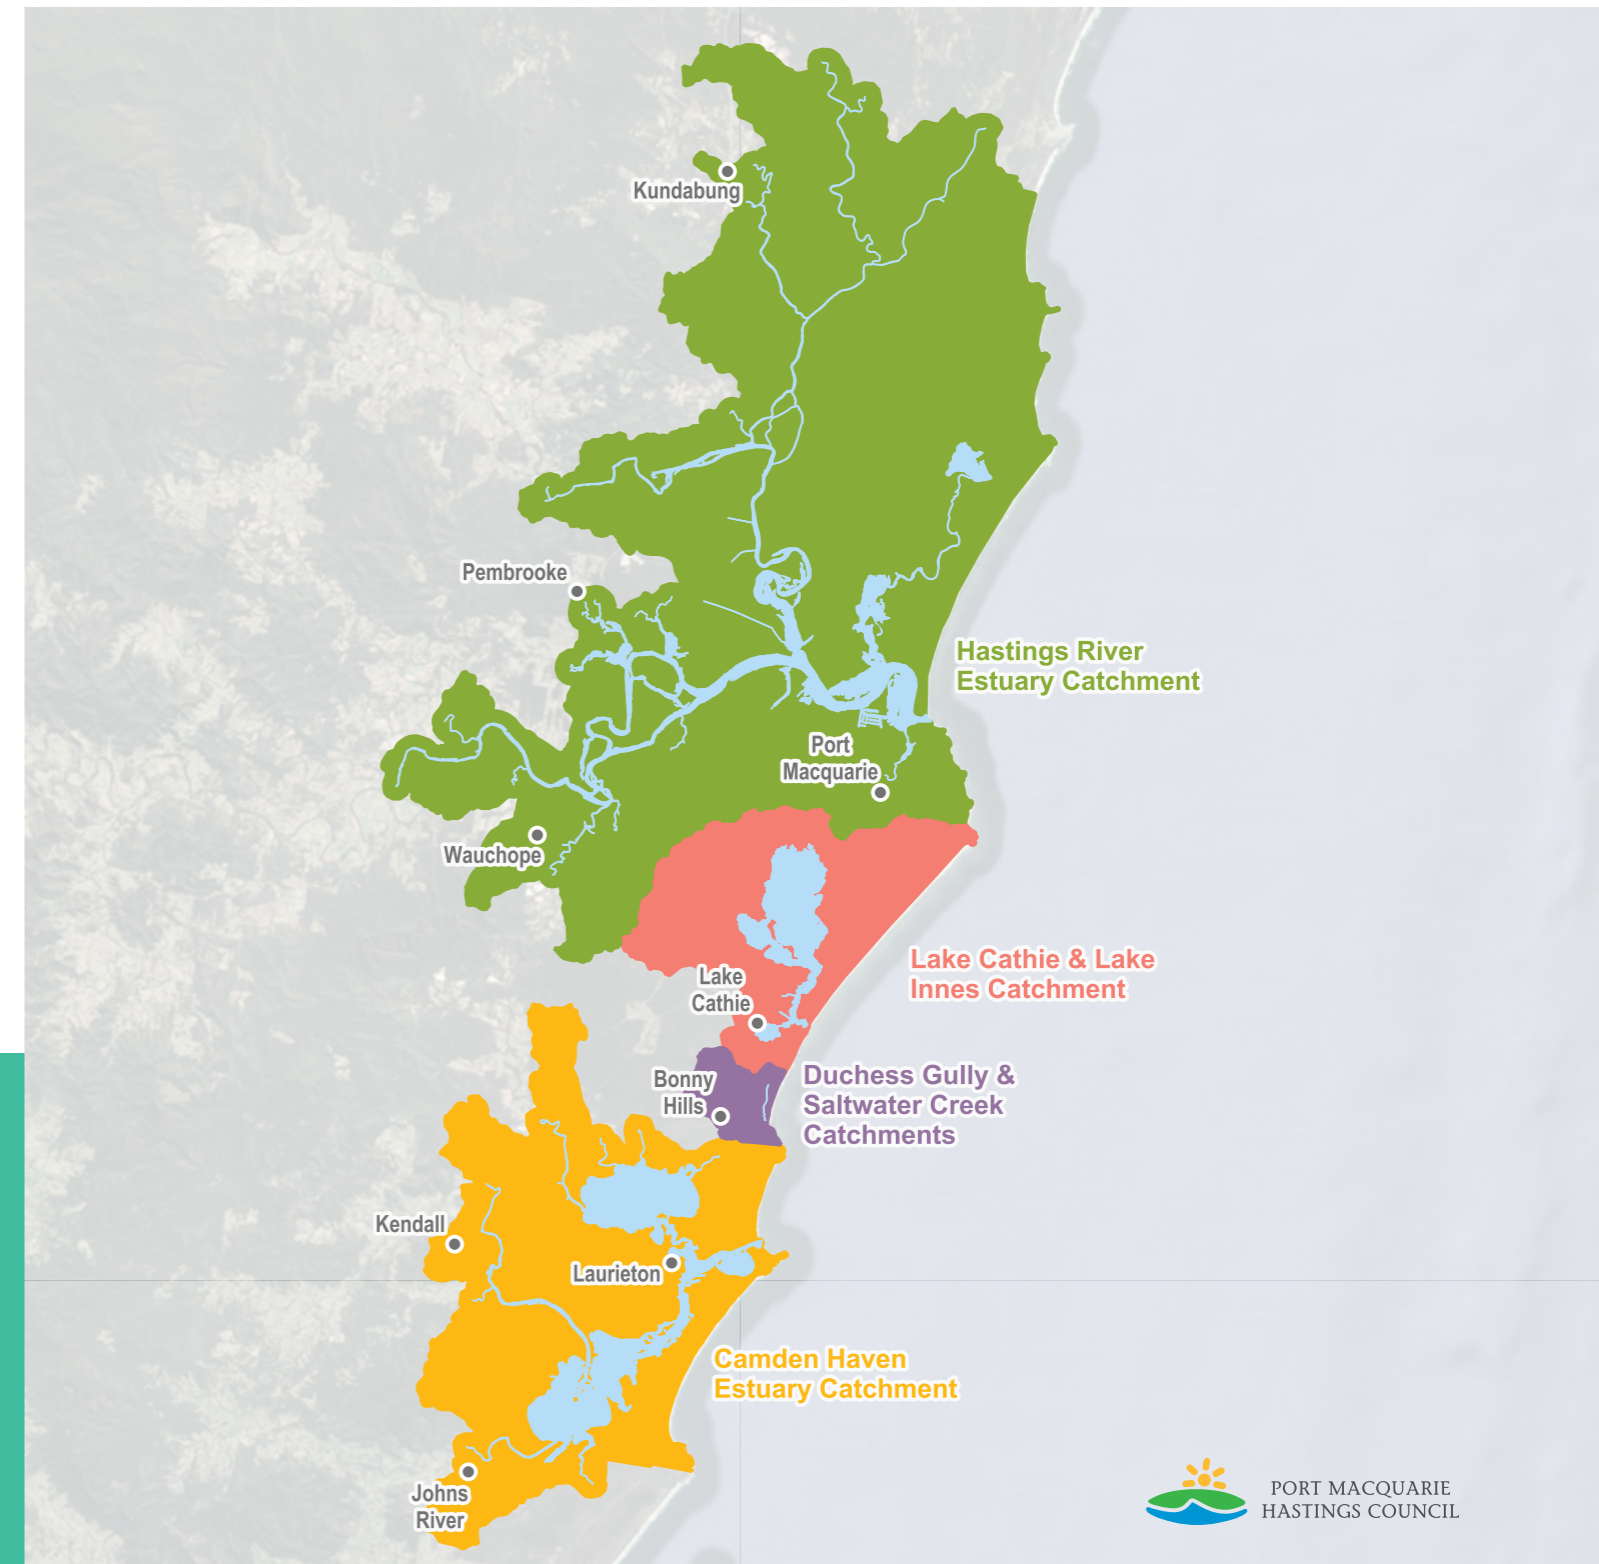 Kundabung
Pembrooke
Hastings River
Estuary Catchment
Port
Macquarie
Wauchope
Lake Cathie & Lake
Innes Catchment
Lake
Cathie
Duchess Gully &
Saltwater Creek
Catchments
Bonny
Hills
Kendall
Laurieton
Camden Haven
Estuary Catchment
Johns
River
PORT MACQUARIE
HASTINGS COUNCIL